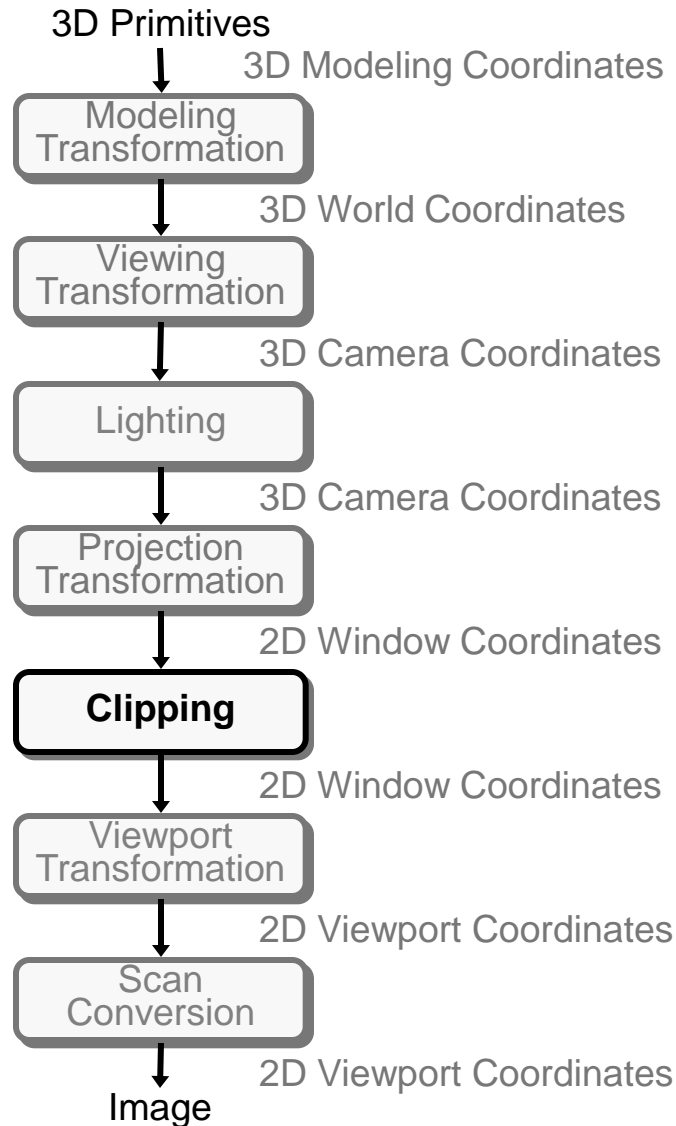 3D Primitives
3D Modeling Coordinates
Modeling
Transformation
3D World Coordinates
Viewing
Transformation
3D Camera Coordinates
Lighting
3D Camera Coordinates
Projection
Transformation
2D Window Coordinates
Clipping
2D Window Coordinates
Viewport
Transformation
2D Viewport Coordinates
Scan
Conversion
2D Viewport Coordinates
Image